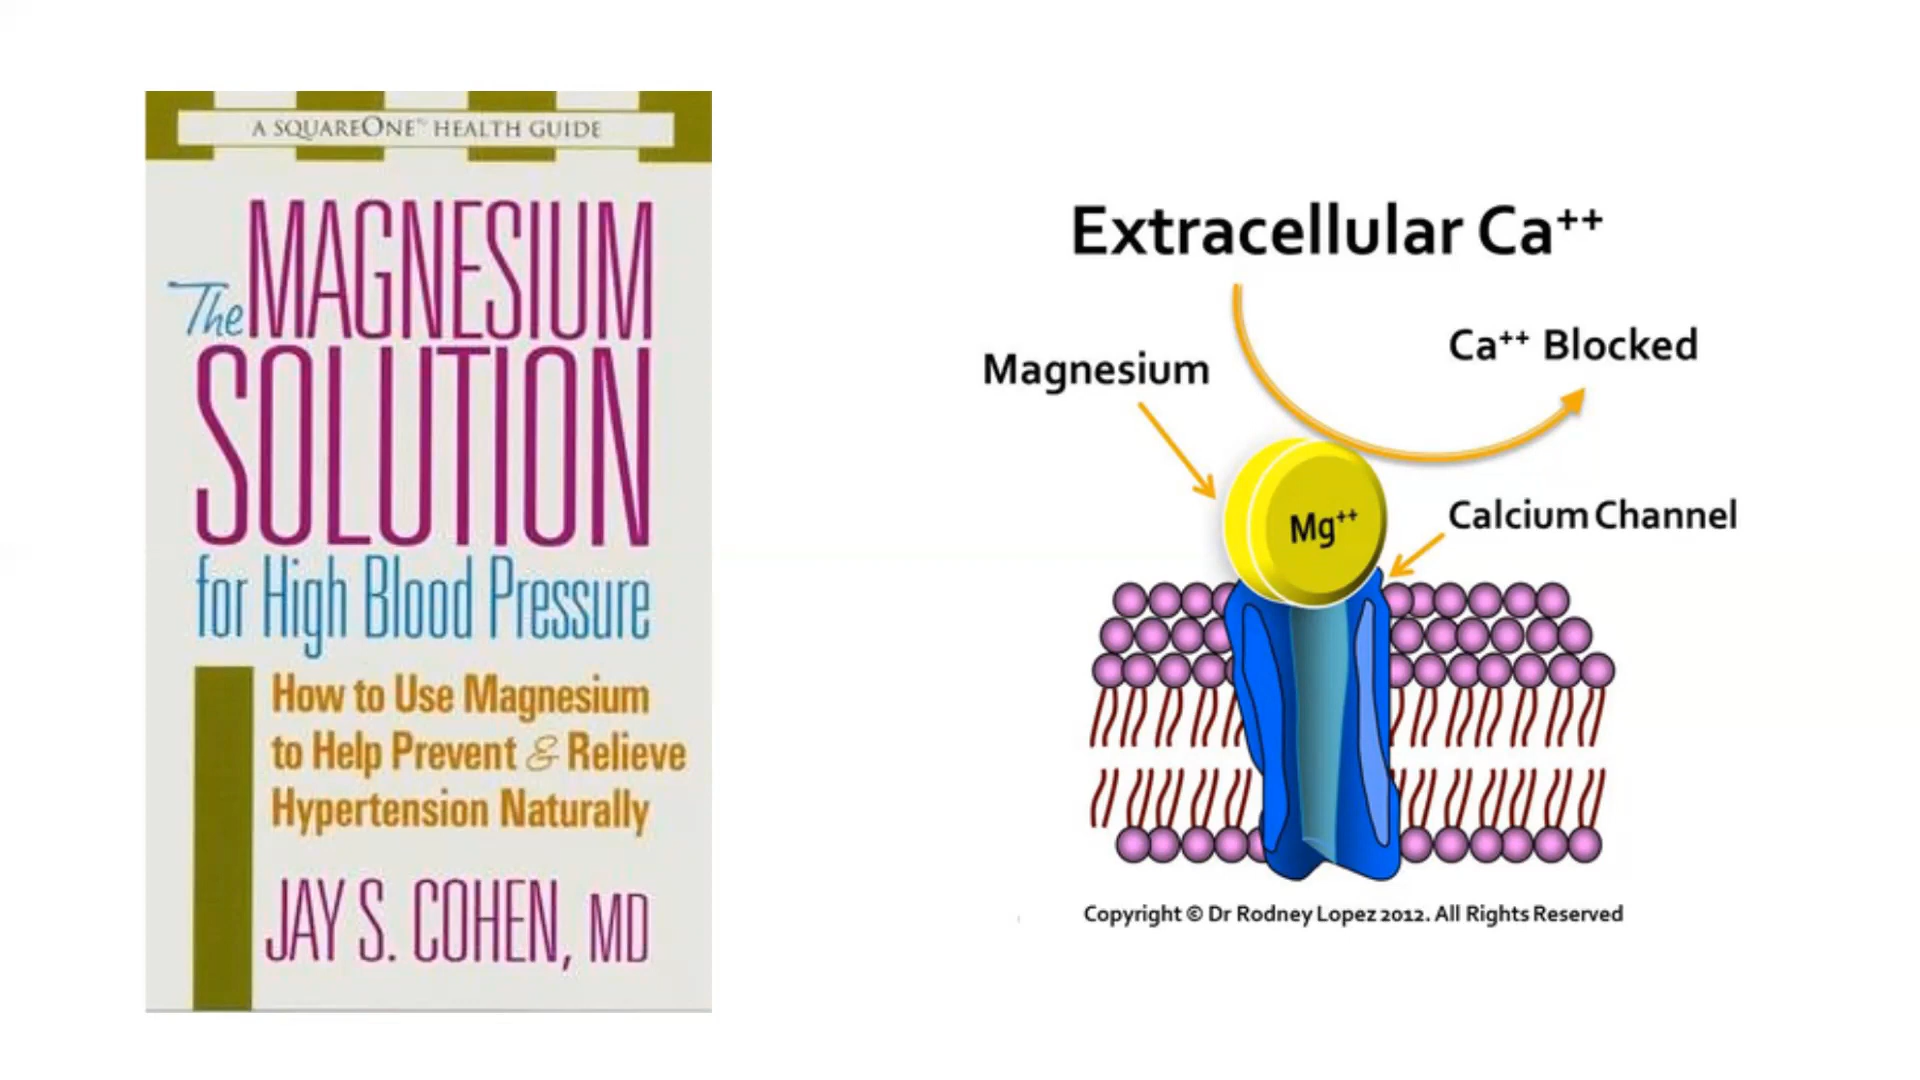 A SQUAREONE™ HEALTH GUIDE
The MAGNESIUM
SOLUTION
for High Blood Pressure
How to Use Magnesium
to Help Prevent & Relieve
Hypertension Naturally
JAY S. COHEN, MD
Extracellular Ca⁺⁺
Ca⁺⁺ Blocked
Magnesium
Mg⁺⁺
Calcium Channel
Copyright © Dr Rodney Lopez 2012. All Rights Reserved